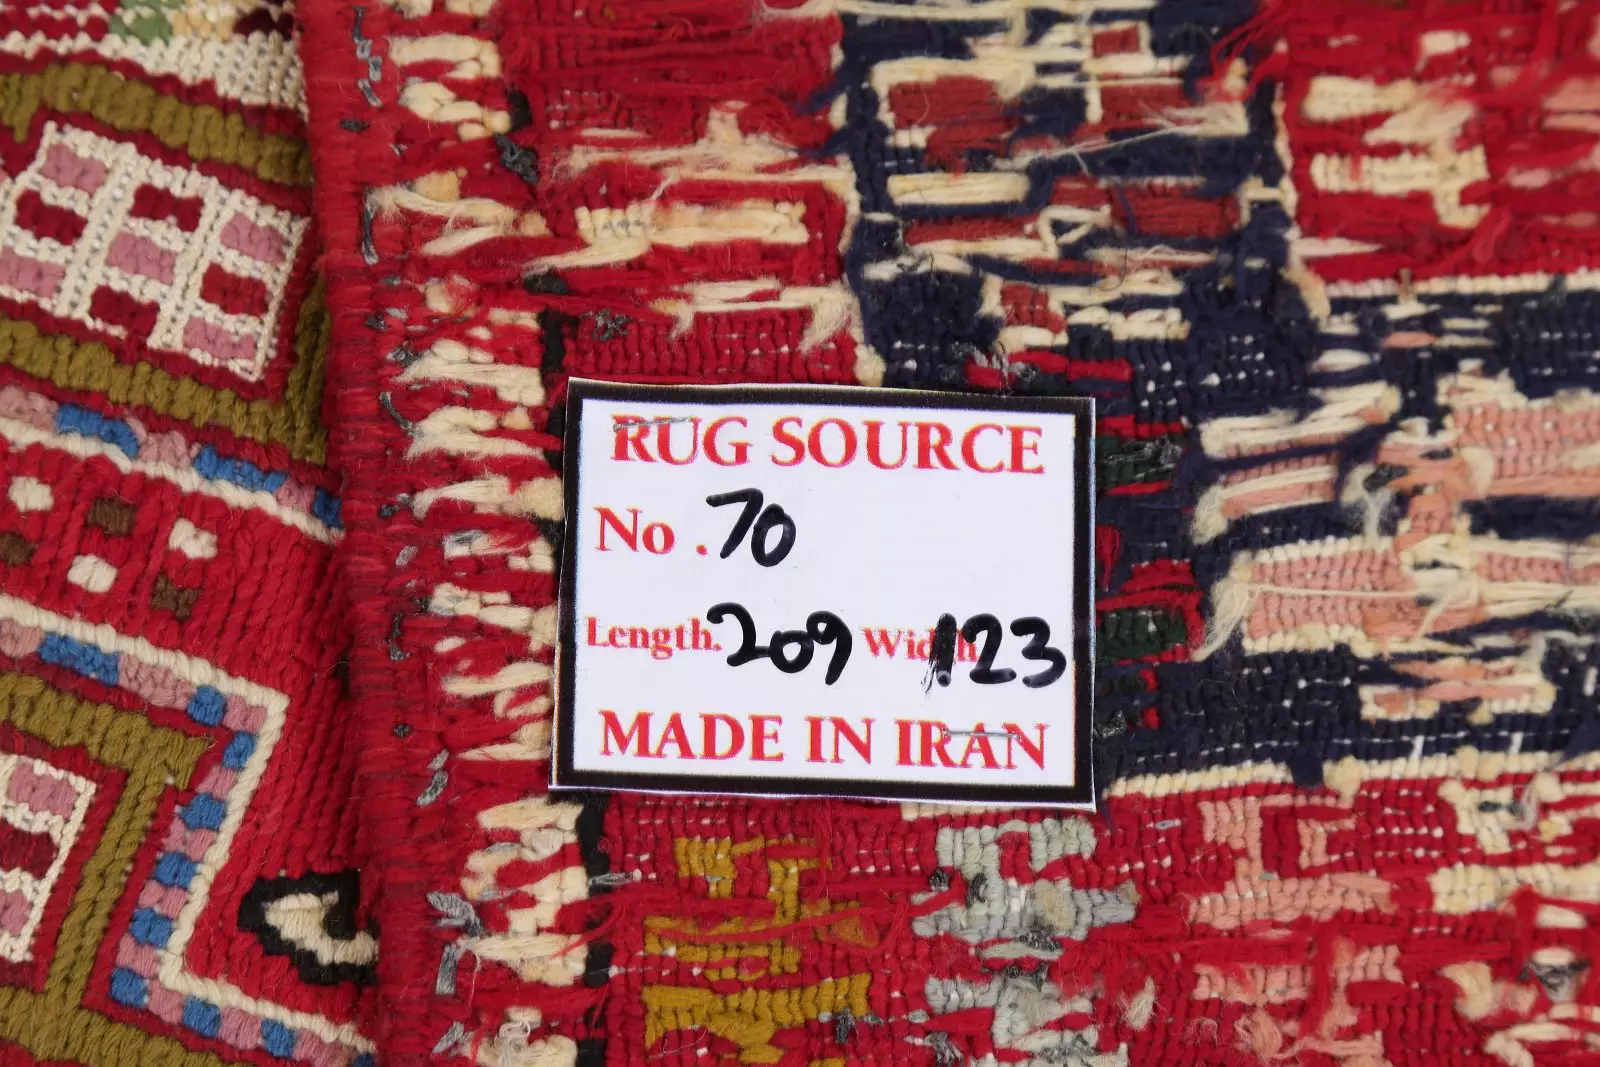 RUG SOURCE
No. 70
Length. 209 Width 123
MADE IN IRAN